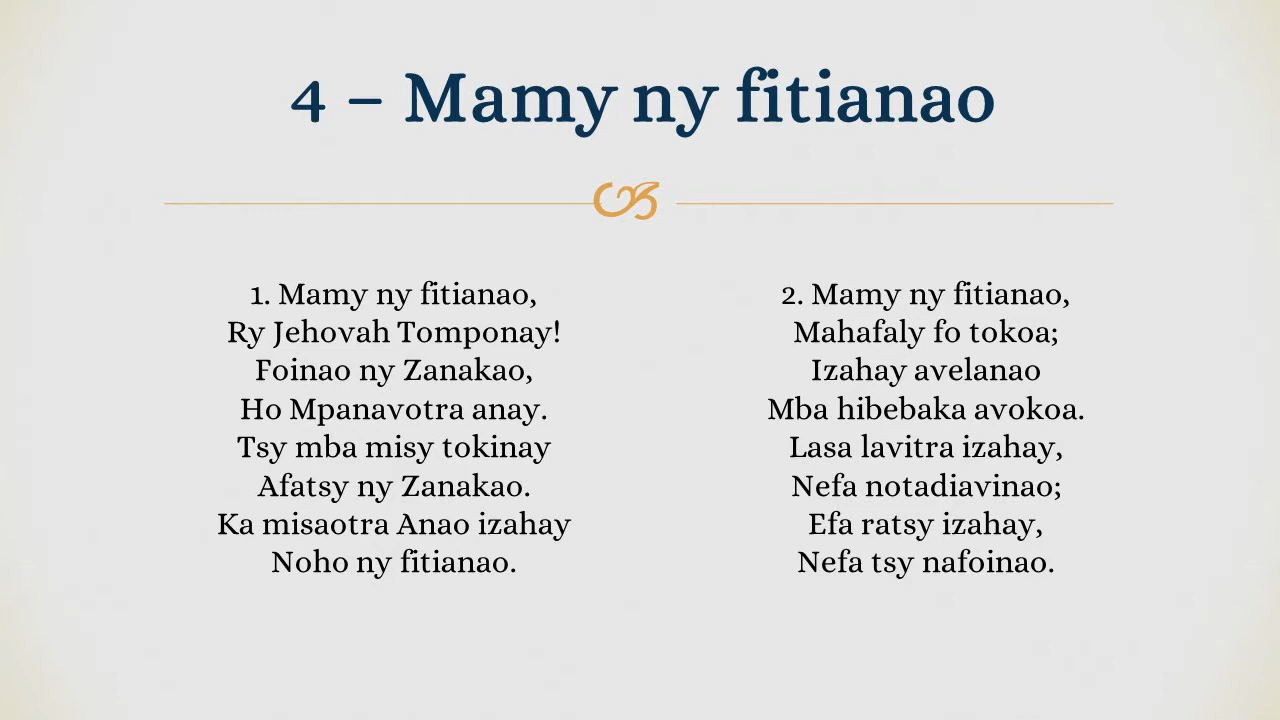 4 – Mamy ny fitianao
1. Mamy ny fitianao,
Ry Jehovah Tomponay!
Foinao ny Zanakao,
Ho Mpanavotra anay.
Tsy mba misy tokinay
Afatsy ny Zanakao.
Ka misaotra Anao izahay
Noho ny fitianao.
2. Mamy ny fitianao,
Mahafaly fo tokoa;
Izahay avelanao
Mba hibebaka avokoa.
Lasa lavitra izahay,
Nefa notadiavinao;
Efa ratsy izahay,
Nefa tsy nafoinao.